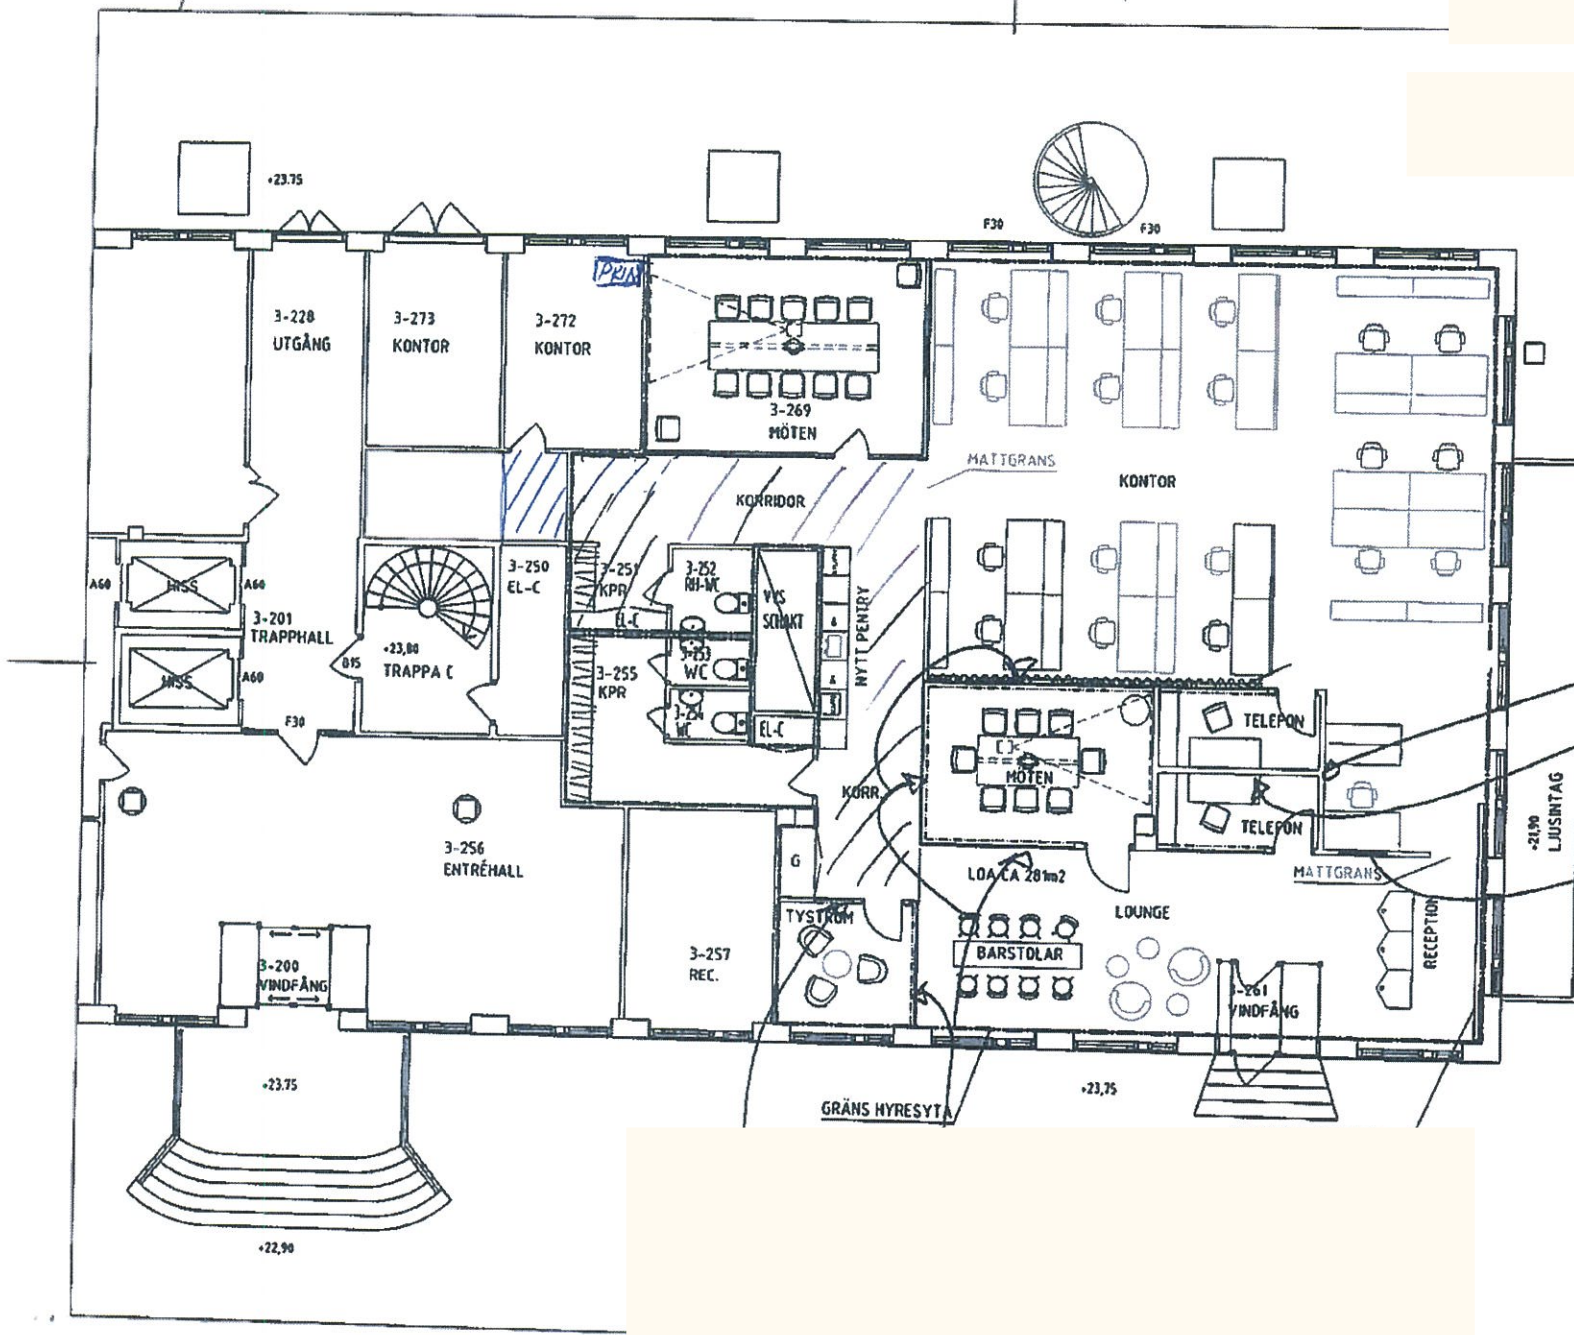 +23.75
F30
F30
PRIN
3-228
UTGÅNG
3-273
KONTOR
3-272
KONTOR
3-269
MÖTEN
MATTGRANS
KONTOR
KORRIDOR
A60
HISS
A60
3-201
TRAPPHALL
HISS
A60
F30
B15
+23,80
TRAPPA C
3-250
EL-C
3-251
KPR
EL-C
3-252
RH-WC
3-253
WC
3-254
WC
3-255
KPR
VVS
SCHAKT
EL-C
NYTT PENTRY
KORR.
MÖTEN
TELEFON
TELEFON
MATTGRANS
+21,90
LJUSINTAG
3-256
ENTRÉHALL
3-200
VINDFÅNG
3-257
REC.
G
TYSTRUM
LOA CA 281m2
LOUNGE
BARSTOLAR
RECEPTION
3-261
VINDFÅNG
+23.75
GRÄNS HYRESYTA
+23,75
+22,90